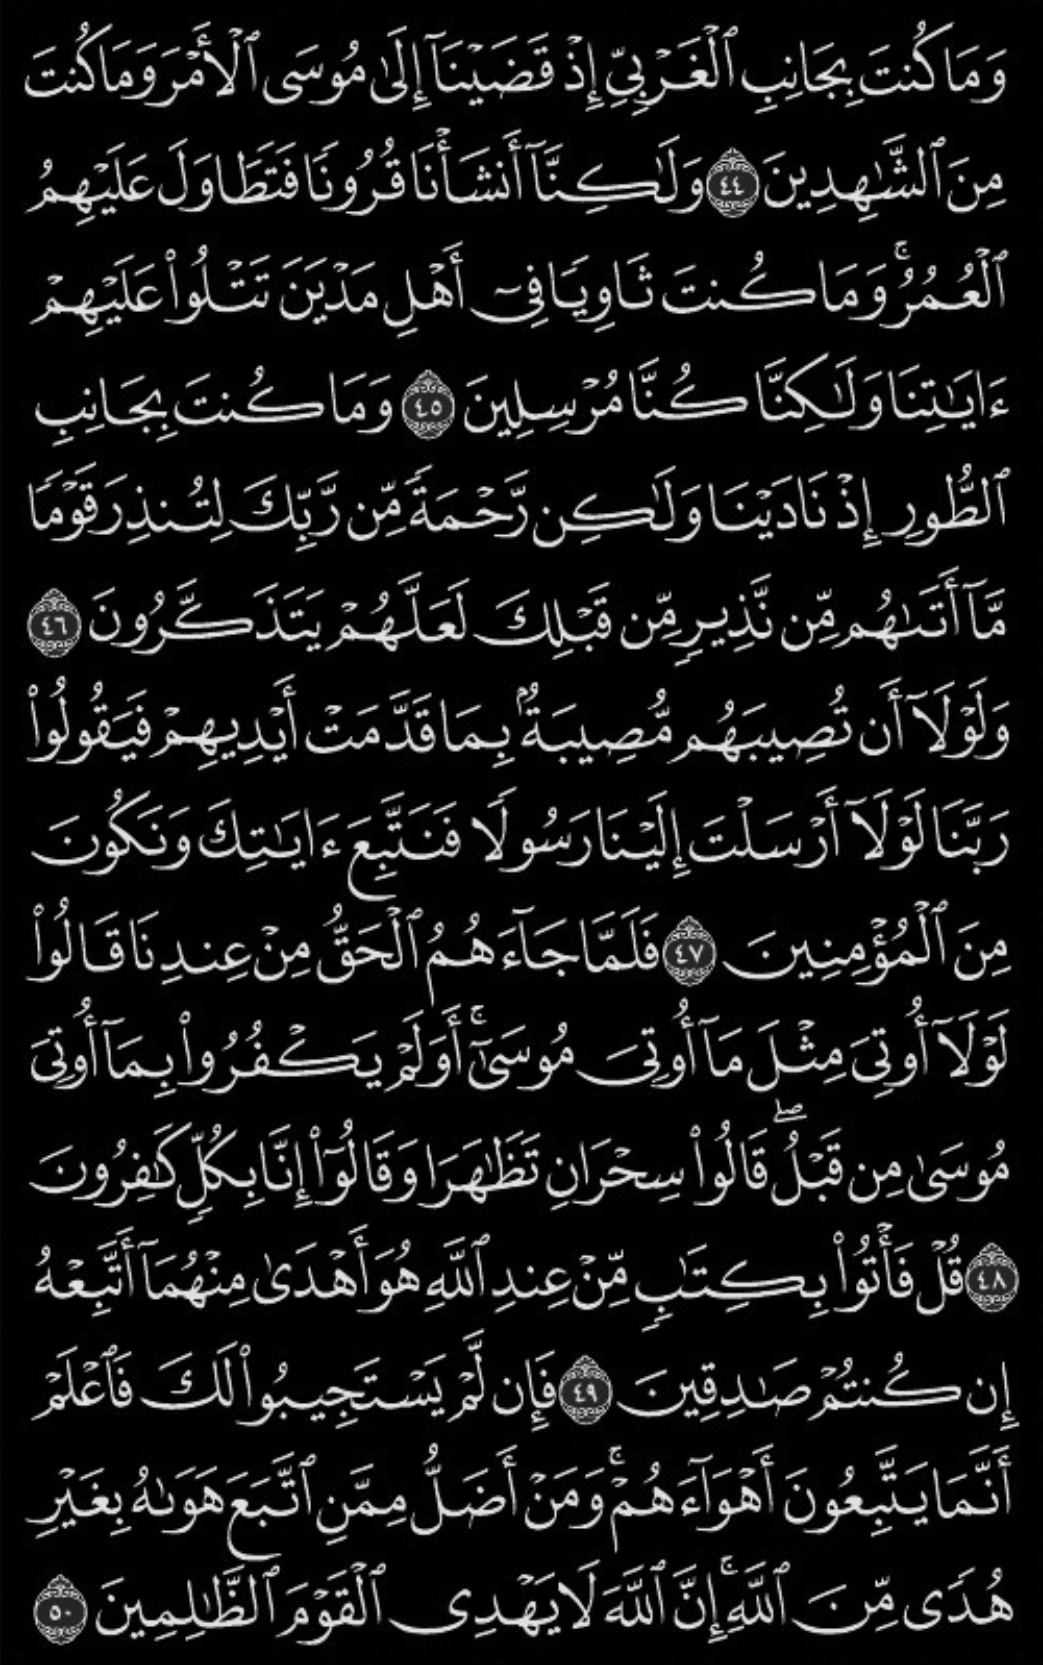 وَمَا كُنتَ بِجَانِبِ ٱلْغَرْبِىِّ إِذْ قَضَيْنَآ إِلَىٰ مُوسَى ٱلْأَمْرَ وَمَا كُنتَ
مِنَ ٱلشَّـٰهِدِينَ ٤٤ وَلَـٰكِنَّآ أَنشَأْنَا قُرُونًا فَتَطَاوَلَ عَلَيْهِمُ
ٱلْعُمُرُ ۚ وَمَا كُنتَ ثَاوِيًا فِىٓ أَهْلِ مَدْيَنَ تَتْلُوا۟ عَلَيْهِمْ
ءَايَـٰتِنَا وَلَـٰكِنَّا كُنَّا مُرْسِلِينَ ٤٥ وَمَا كُنتَ بِجَانِبِ
ٱلطُّورِ إِذْ نَادَيْنَا وَلَـٰكِن رَّحْمَةً مِّن رَّبِّكَ لِتُنذِرَ قَوْمًا
مَّآ أَتَىٰهُم مِّن نَّذِيرٍ مِّن قَبْلِكَ لَعَلَّهُمْ يَتَذَكَّرُونَ ٤٦
وَلَوْلَآ أَن تُصِيبَهُم مُّصِيبَةٌۢ بِمَا قَدَّمَتْ أَيْدِيهِمْ فَيَقُولُوا۟
رَبَّنَا لَوْلَآ أَرْسَلْتَ إِلَيْنَا رَسُولًا فَنَتَّبِعَ ءَايَـٰتِكَ وَنَكُونَ
مِنَ ٱلْمُؤْمِنِينَ ٤٧ فَلَمَّا جَآءَهُمُ ٱلْحَقُّ مِنْ عِندِنَا قَالُوا۟
لَوْلَآ أُوتِىَ مِثْلَ مَآ أُوتِىَ مُوسَىٰٓ ۚ أَوَلَمْ يَكْفُرُوا۟ بِمَآ أُوتِىَ
مُوسَىٰ مِن قَبْلُ ۖ قَالُوا۟ سِحْرَانِ تَظَـٰهَرَا وَقَالُوٓا۟ إِنَّا بِكُلٍّ كَـٰفِرُونَ
٤٨ قُلْ فَأْتُوا۟ بِكِتَـٰبٍ مِّنْ عِندِ ٱللَّهِ هُوَ أَهْدَىٰ مِنْهُمَآ أَتَّبِعْهُ
إِن كُنتُمْ صَـٰدِقِينَ ٤٩ فَإِن لَّمْ يَسْتَجِيبُوا۟ لَكَ فَٱعْلَمْ
أَنَّمَا يَتَّبِعُونَ أَهْوَآءَهُمْ ۚ وَمَنْ أَضَلُّ مِمَّنِ ٱتَّبَعَ هَوَىٰهُ بِغَيْرِ
هُدًى مِّنَ ٱللَّهِ ۚ إِنَّ ٱللَّهَ لَا يَهْدِى ٱلْقَوْمَ ٱلظَّـٰلِمِينَ ٥٠